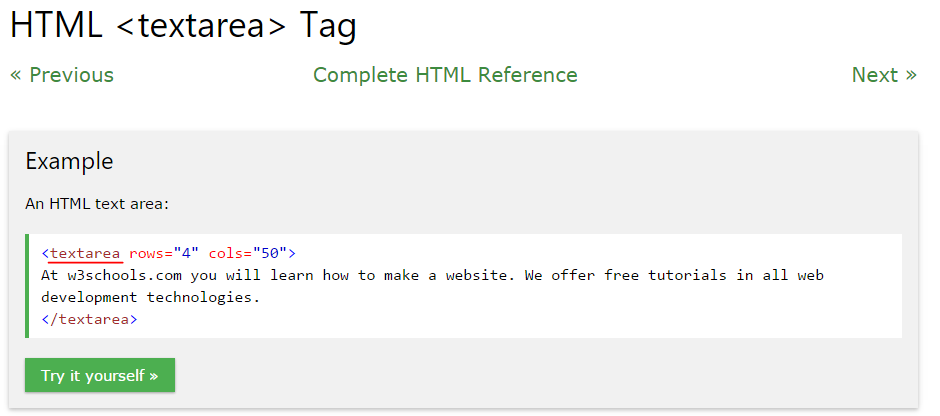 HTML <textarea> Tag
« Previous
Complete HTML Reference
Next »
Example
An HTML text area:
<textarea rows="4" cols="50">
At w3schools.com you will learn how to make a website. We offer free tutorials in all web
development technologies.
</textarea>
Try it yourself »